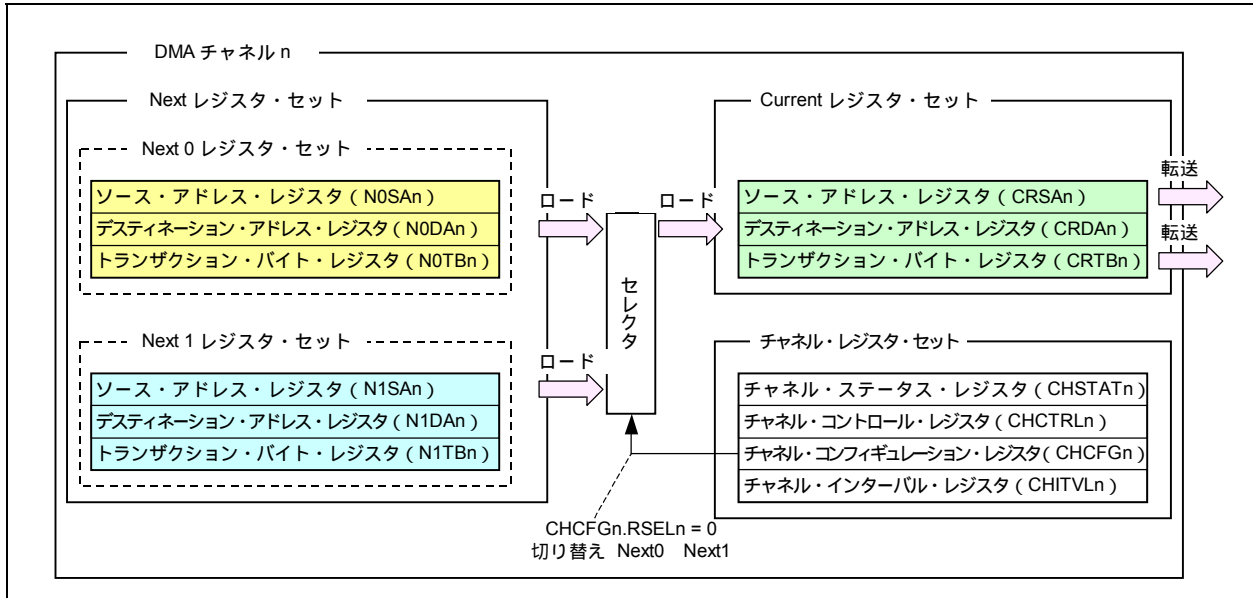 DMA チャネル n
Next レジスタ・セット
Next 0 レジスタ・セット
ソース・アドレス・レジスタ ( N0SAn )
デスティネーション・アドレス・レジスタ ( N0DAn )
トランザクション・バイト・レジスタ ( N0TBn )
Next 1 レジスタ・セット
ソース・アドレス・レジスタ ( N1SAn )
デスティネーション・アドレス・レジスタ ( N1DAn )
トランザクション・バイト・レジスタ ( N1TBn )
ロード
ロード
セレクタ
ロード
Current レジスタ・セット
ソース・アドレス・レジスタ ( CRSAn )
デスティネーション・アドレス・レジスタ ( CRDAn )
トランザクション・バイト・レジスタ ( CRTBn )
転送
転送
チャネル・レジスタ・セット
チャネル・ステータス・レジスタ ( CHSTATn )
チャネル・コントロール・レジスタ ( CHCTRLn )
チャネル・コンフィギュレーション・レジスタ( CHCFGn )
チャネル・インターバル・レジスタ ( CHITVLn )
CHCFGn.RSELn = 0
切り替え Next0 Next1